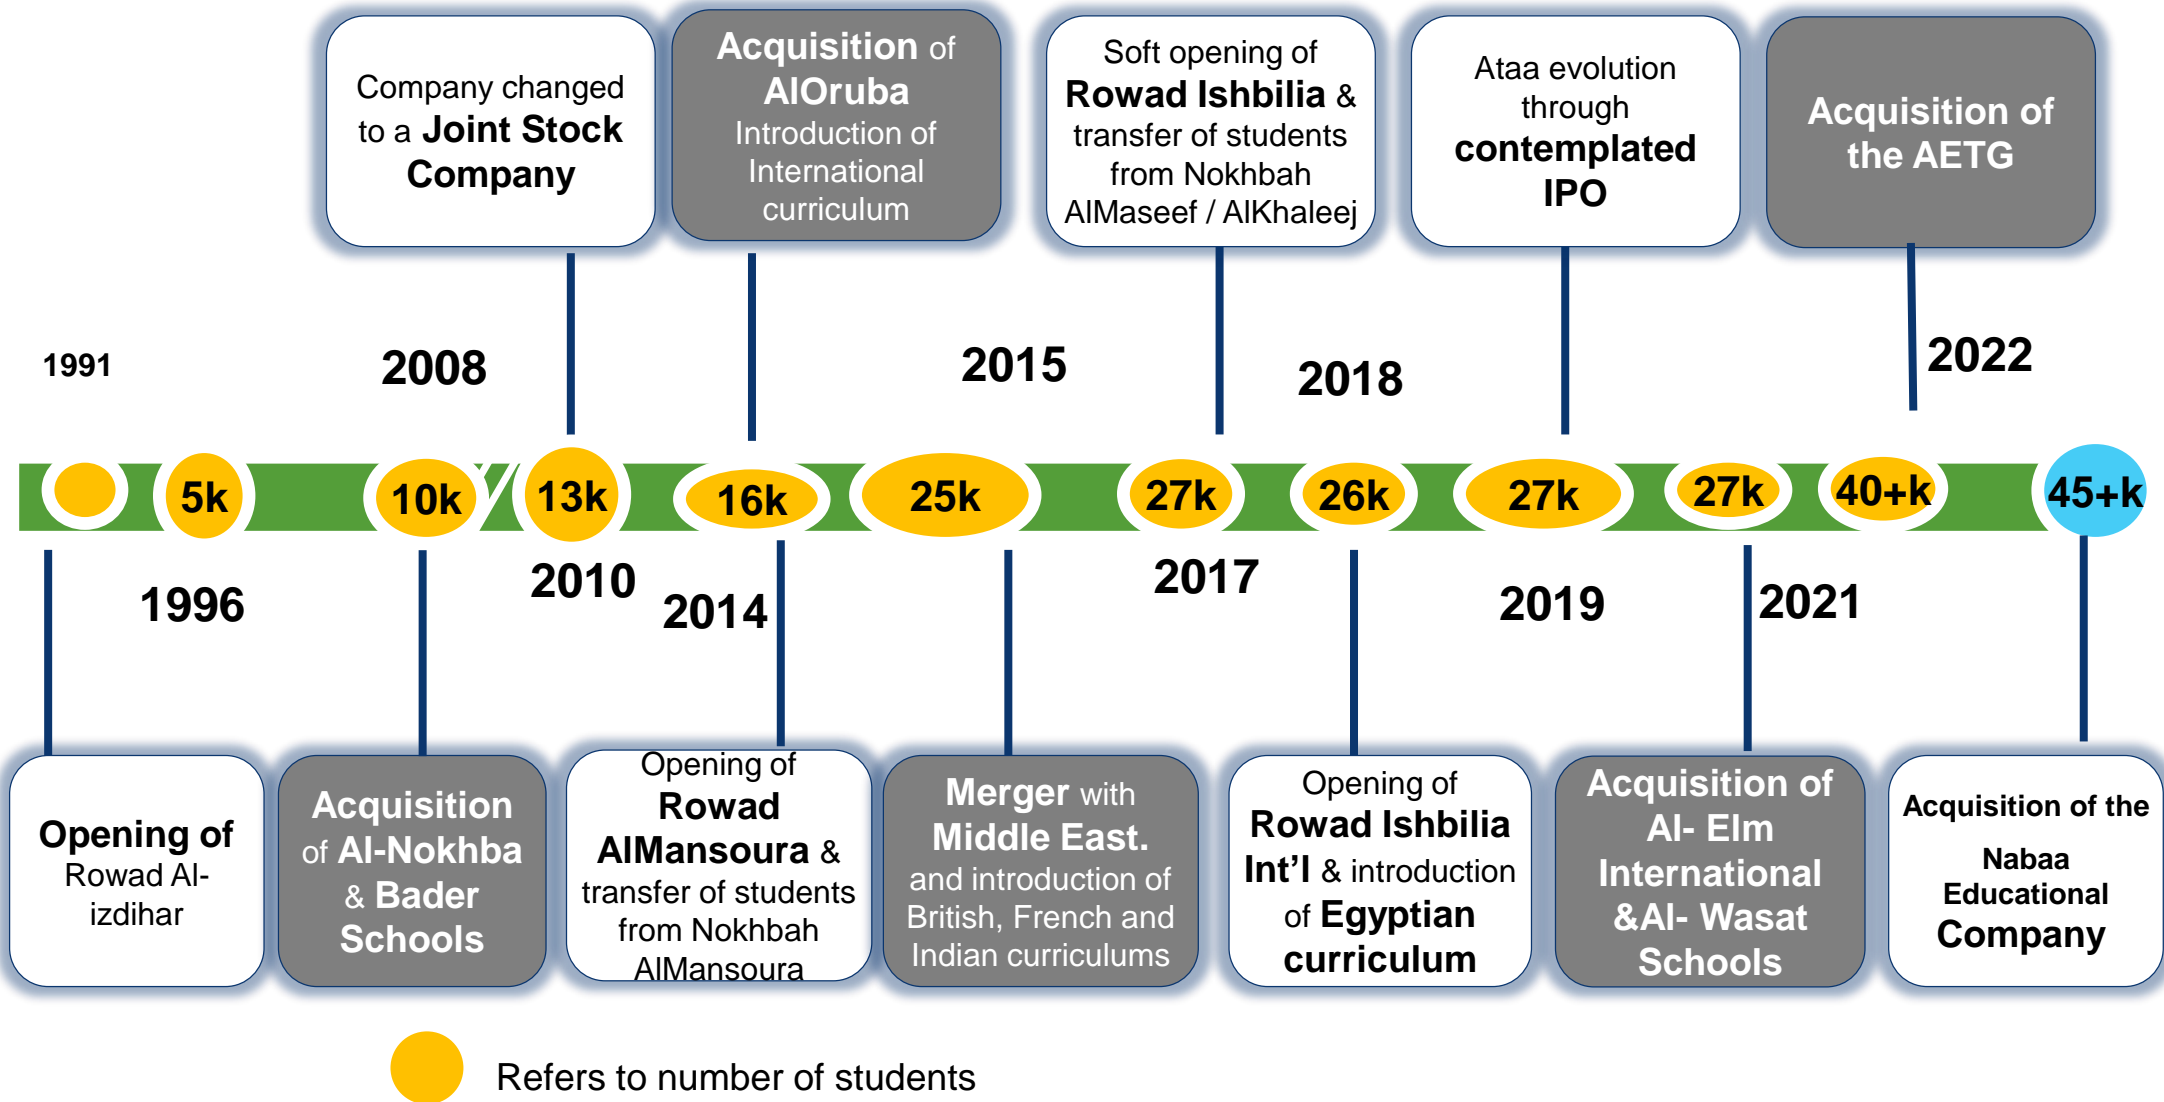 Company changed
to a Joint Stock
Company
Acquisition of
AlOruba
Introduction of
International
curriculum
Soft opening of
Rowad Ishbilia &
transfer of students
from Nokhbah
AlMaseef / AlKhaleej
Ataa evolution
through
contemplated
IPO
Acquisition of
the AETG
1991
2008
2015
2018
2022
5k
10k
13k
16k
25k
27k
26k
27k
27k
40+k
45+k
1996
2010
2014
2017
2019
2021
Opening of
Rowad Al-
izdihar
Acquisition
of Al-Nokhba
& Bader
Schools
Opening of
Rowad
AlMansoura &
transfer of students
from Nokhbah
AlMansoura
Merger with
Middle East.
and introduction of
British, French and
Indian curriculums
Opening of
Rowad Ishbilia
Int’l & introduction
of Egyptian
curriculum
Acquisition of
Al- Elm
International
&Al- Wasat
Schools
Acquisition of the
Nabaa
Educational
Company
Refers to number of students